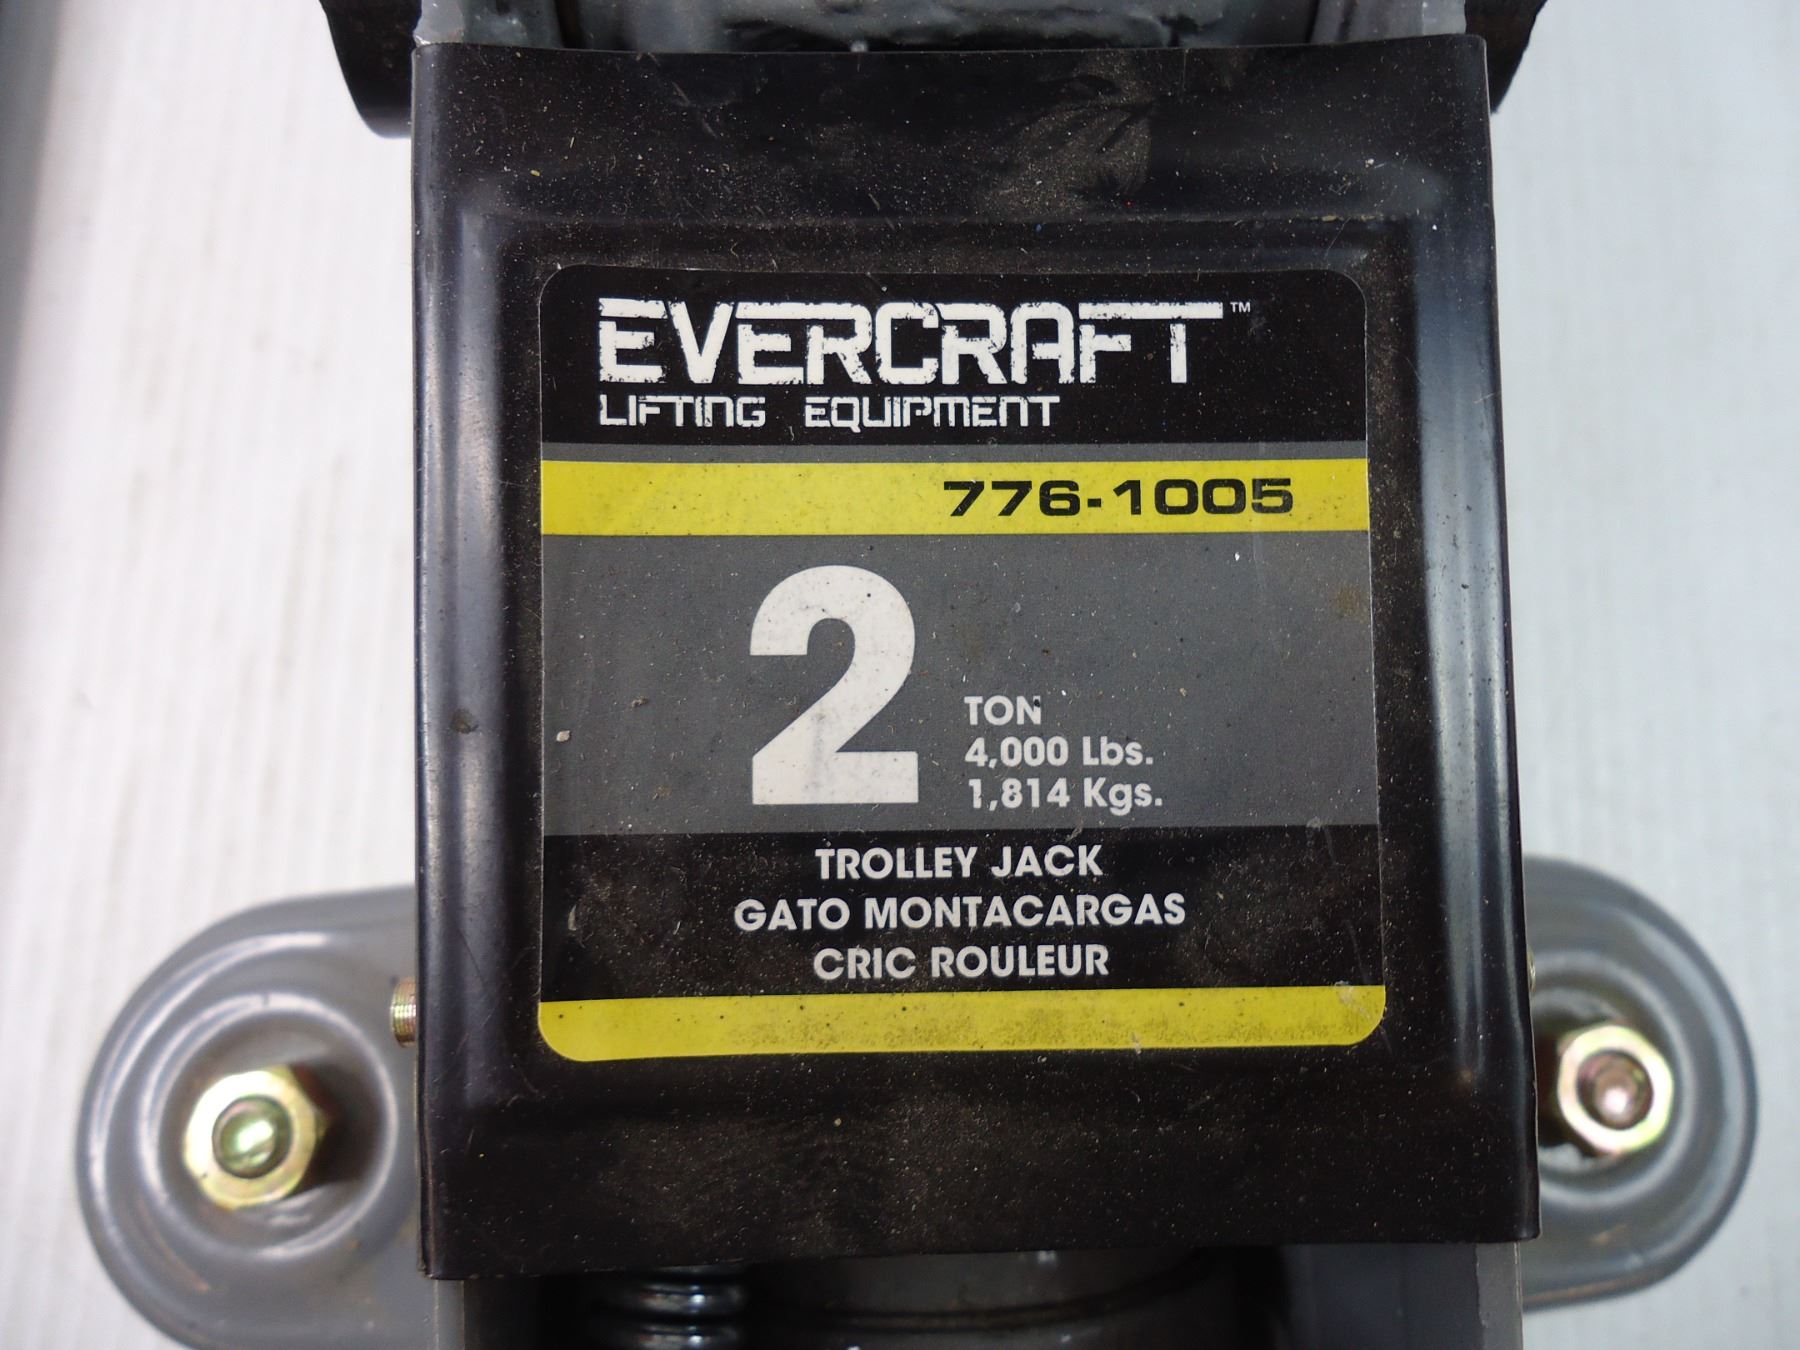 EVERCRAFT™
LIFTING EQUIPMENT
776-1005
2
TON
4,000 Lbs.
1,814 Kgs.
TROLLEY JACK
GATO MONTACARGAS
CRIC ROULEUR